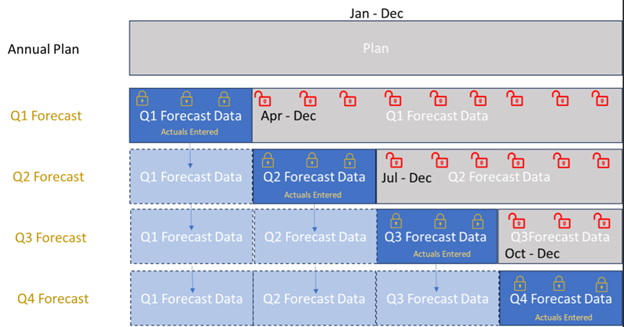 Jan - Dec
Annual Plan
Plan
Q1 Forecast
Q1 Forecast Data
Actuals Entered
Apr - Dec
Q1 Forecast Data
Q2 Forecast
Q1 Forecast Data
Q2 Forecast Data
Actuals Entered
Jul - Dec
Q2 Forecast Data
Q3 Forecast
Q1 Forecast Data
Q2 Forecast Data
Q3 Forecast Data
Actuals Entered
Q3Forecast Data
Oct - Dec
Q4 Forecast
Q1 Forecast Data
Q2 Forecast Data
Q3 Forecast Data
Q4 Forecast Data
Actuals Entered